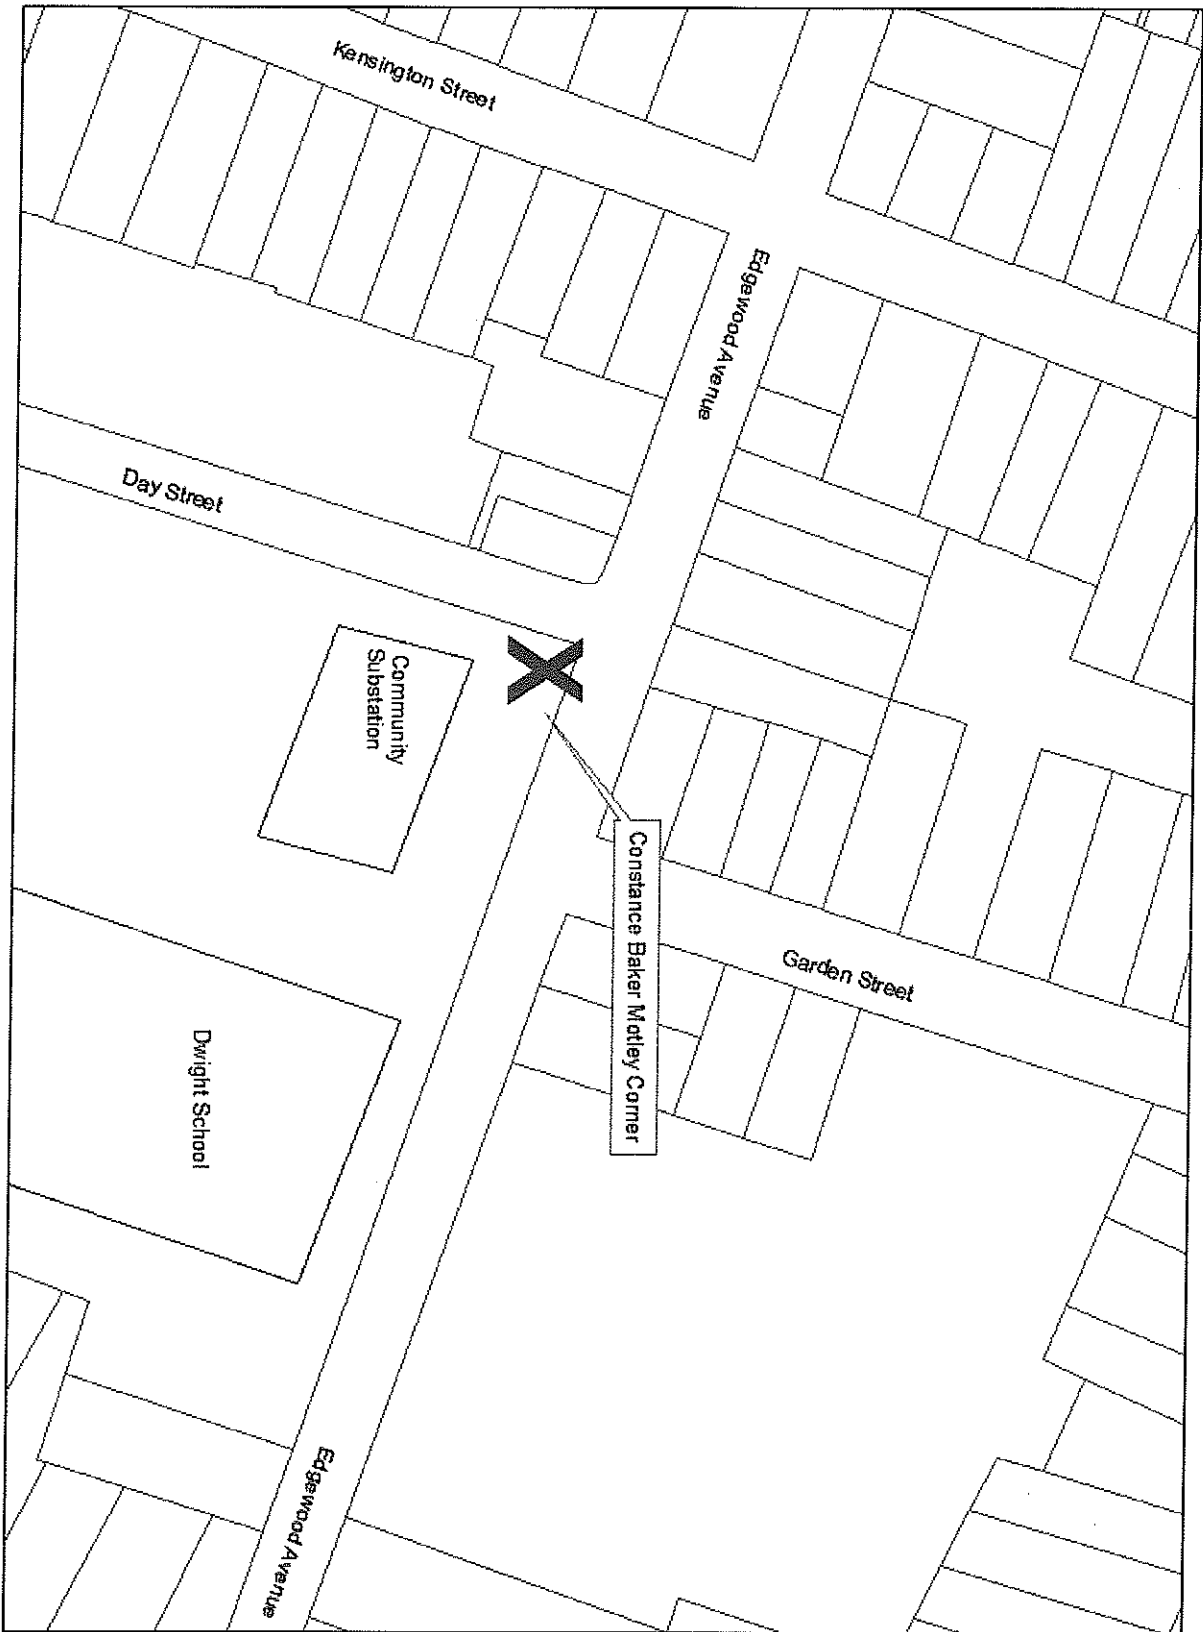 Kensington Street
Edgewood Avenue
Day Street
Community
Substation
Constance Baker Motley Corner
Garden Street
Dwight School
Edgewood Avenue